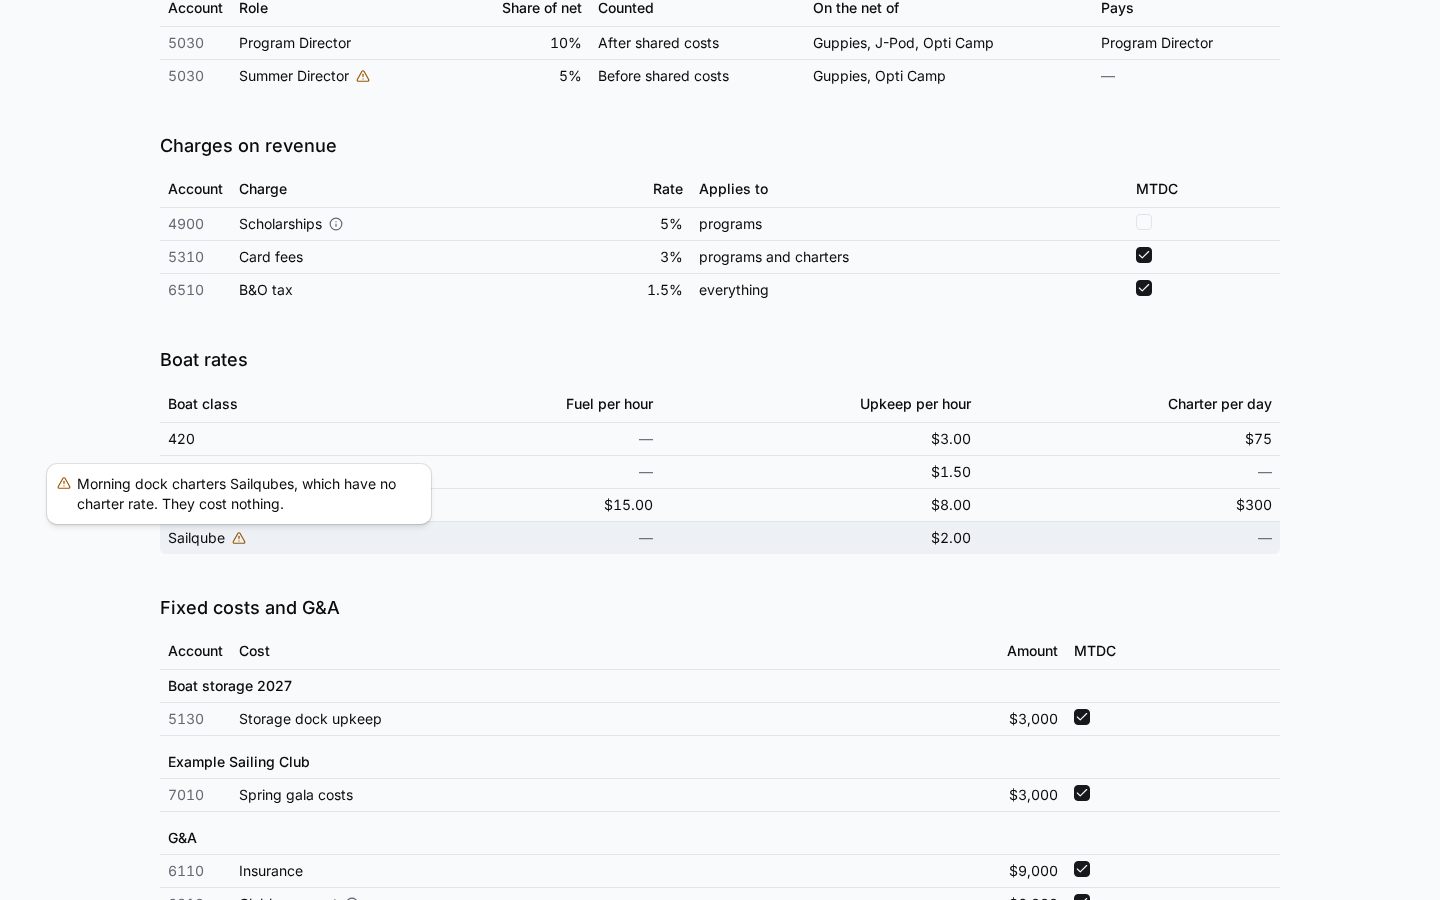 Account Role Share of net Counted On the net of Pays
5030 Program Director 10% After shared costs Guppies, J-Pod, Opti Camp Program Director
5030 Summer Director 5% Before shared costs Guppies, Opti Camp —
Charges on revenue
Account Charge Rate Applies to MTDC
4900 Scholarships 5% programs
5310 Card fees 3% programs and charters
6510 B&O tax 1.5% everything
Boat rates
Boat class Fuel per hour Upkeep per hour Charter per day
420 — $3.00 $75
— $1.50 —
Morning dock charters Sailqubes, which have no
charter rate. They cost nothing.
$15.00 $8.00 $300
Sailqube — $2.00 —
Fixed costs and G&A
Account Cost Amount MTDC
Boat storage 2027
5130 Storage dock upkeep $3,000
Example Sailing Club
7010 Spring gala costs $3,000
G&A
6110 Insurance $9,000